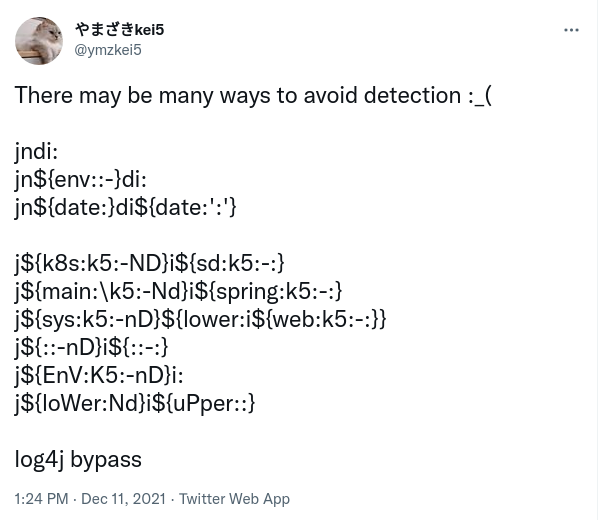 やまざきkei5
@ymzkei5
There may be many ways to avoid detection :_(
jndi:
jn${env::-}di:
jn${date:}di${date:':'}
j${k8s:k5:-ND}i${sd:k5:-:}
j${main:\k5:-Nd}i${spring:k5:-:}
j${sys:k5:-nD}${lower:i${web:k5:-:}}
j${::-nD}i${::-:}
j${EnV:K5:-nD}i:
j${loWer:Nd}i${uPper::}
log4j bypass
1:24 PM · Dec 11, 2021 · Twitter Web App